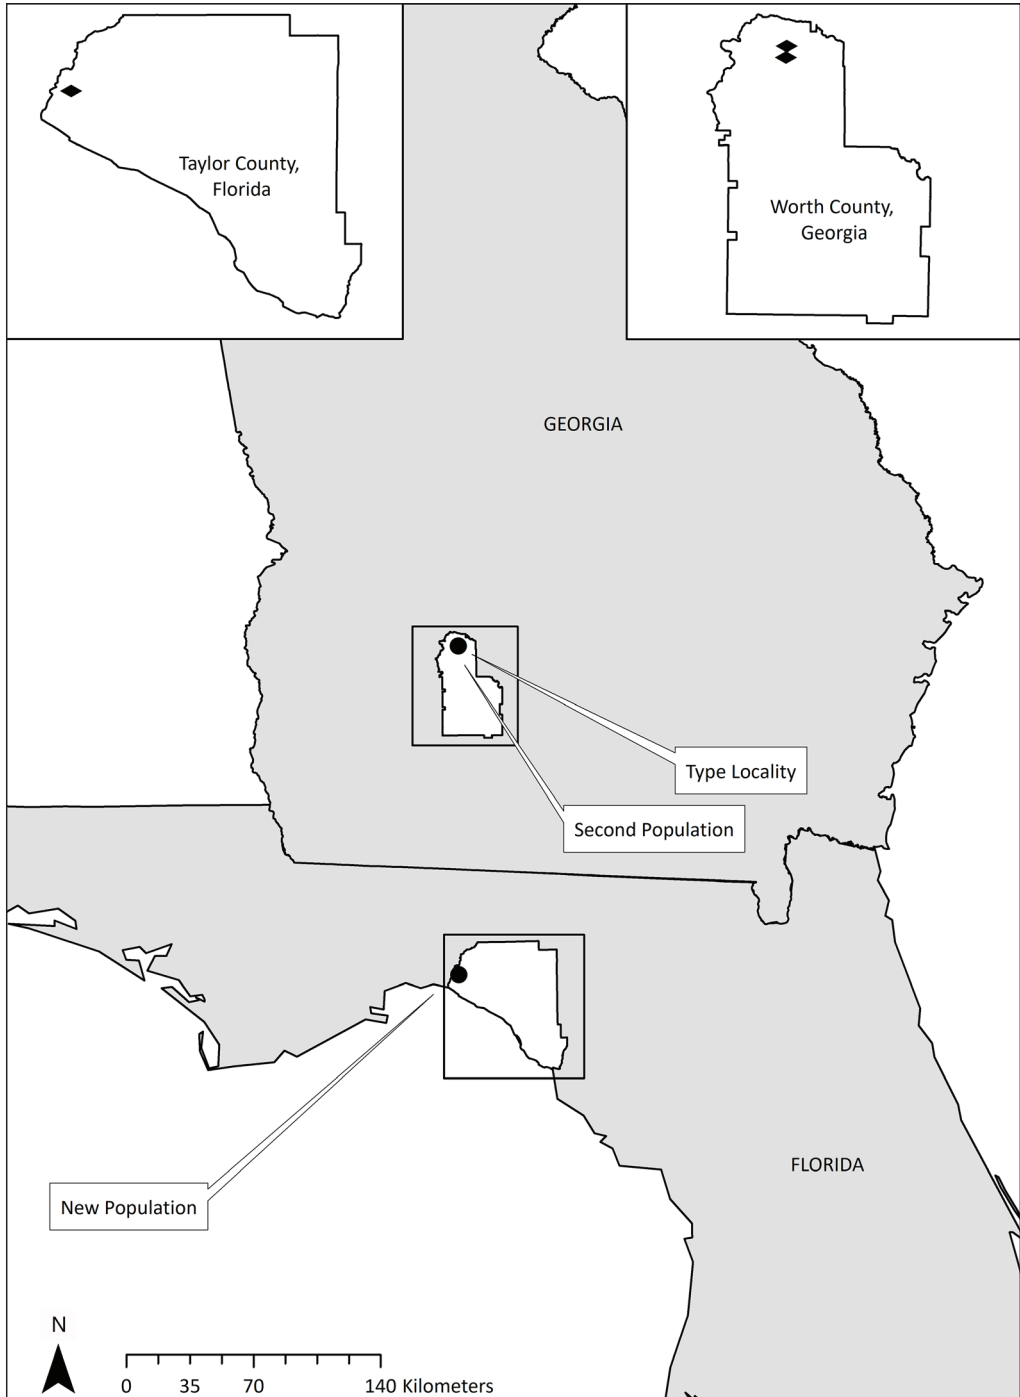 Taylor County,
Florida
Worth County,
Georgia
GEORGIA
Type Locality
Second Population
FLORIDA
New Population
N
0 35 70 140 Kilometers